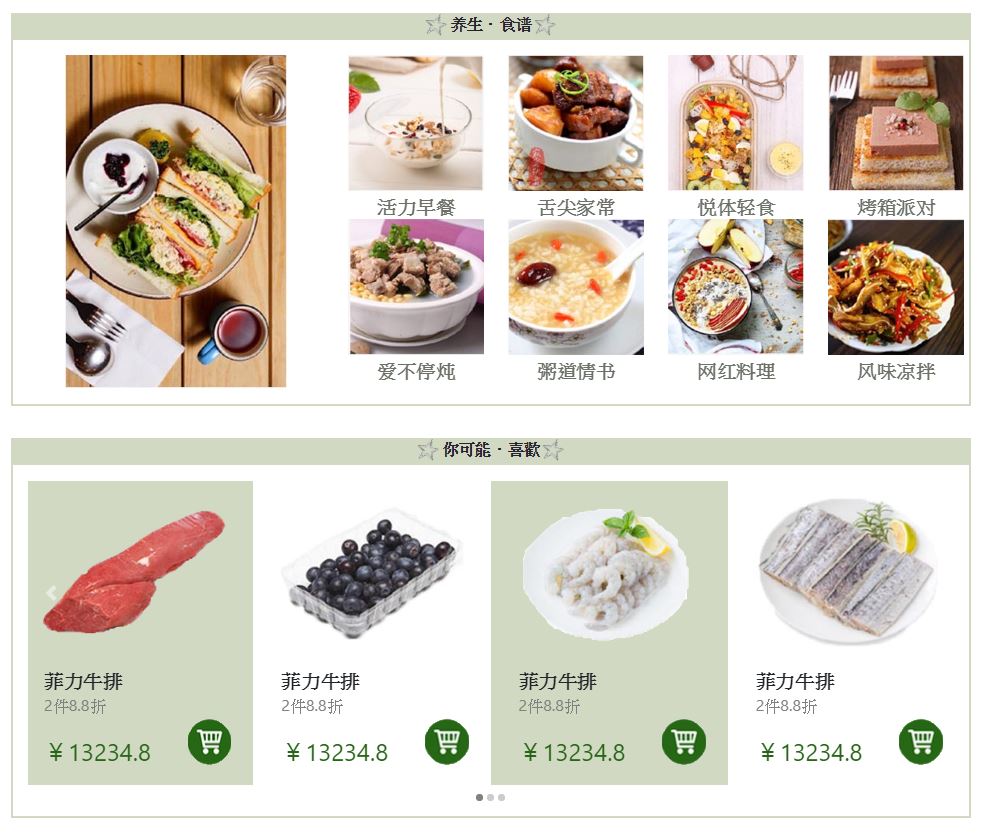 养生 · 食谱
活力早餐
舌尖家常
悦体轻食
烤箱派对
爱不停炖
粥道情书
网红料理
风味凉拌
你可能 · 喜歡
菲力牛排
2件8.8折
￥13234.8
菲力牛排
2件8.8折
￥13234.8
菲力牛排
2件8.8折
￥13234.8
菲力牛排
2件8.8折
￥13234.8